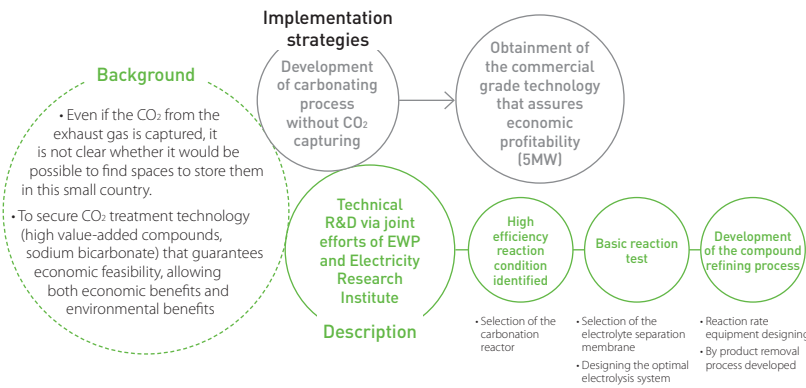 Background
• Even if the CO₂ from the
exhaust gas is captured, it
is not clear whether it would be
possible to find spaces to store them
in this small country.
• To secure CO₂ treatment technology
(high value-added compounds,
sodium bicarbonate) that guarantees
economic feasibility, allowing
both economic benefits and
environmental benefits
Implementation
strategies
Development
of carbonating
process
without CO₂
capturing
Obtainment of
the commercial
grade technology
that assures
economic
profitability
(5MW)
Technical
R&D via joint
efforts of EWP
and Electricity
Research
Institute
Description
High
efficiency
reaction
condition
identified
• Selection of the
carbonation
reactor
Basic reaction
test
• Selection of the
electrolyte separation
membrane
• Designing the optimal
electrolysis system
Development
of the compound
refining process
• Reaction rate
equipment designing
• By product removal
process developed